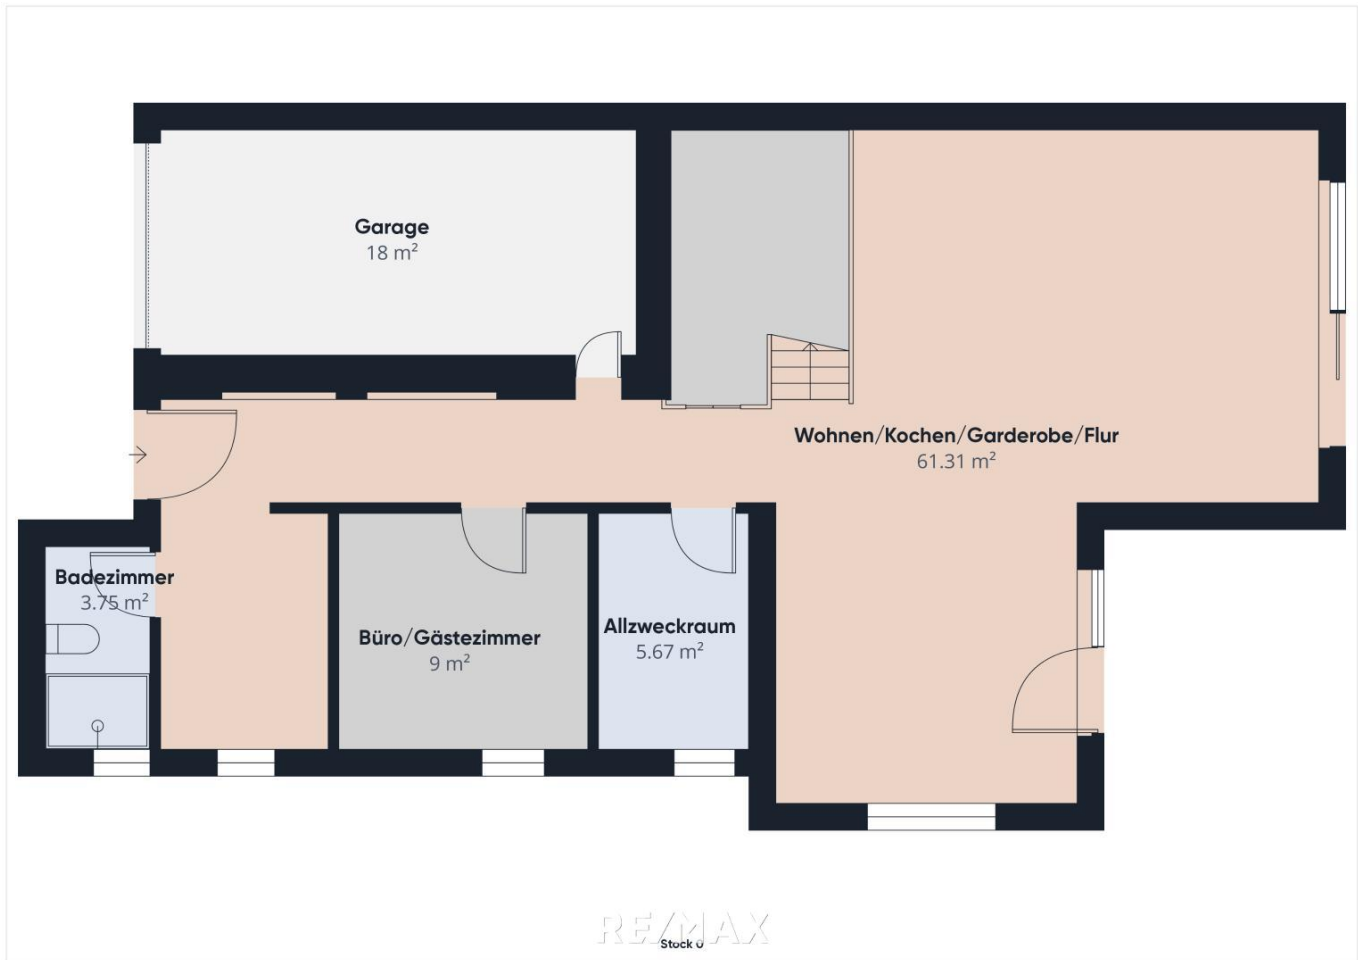 Garage
18 m²
Wohnen/Kochen/Garderobe/Flur
61.31 m²
Badezimmer
3.75 m²
Büro/Gästezimmer
9 m²
Allzweckraum
5.67 m²
RE/MAX
Stock 0